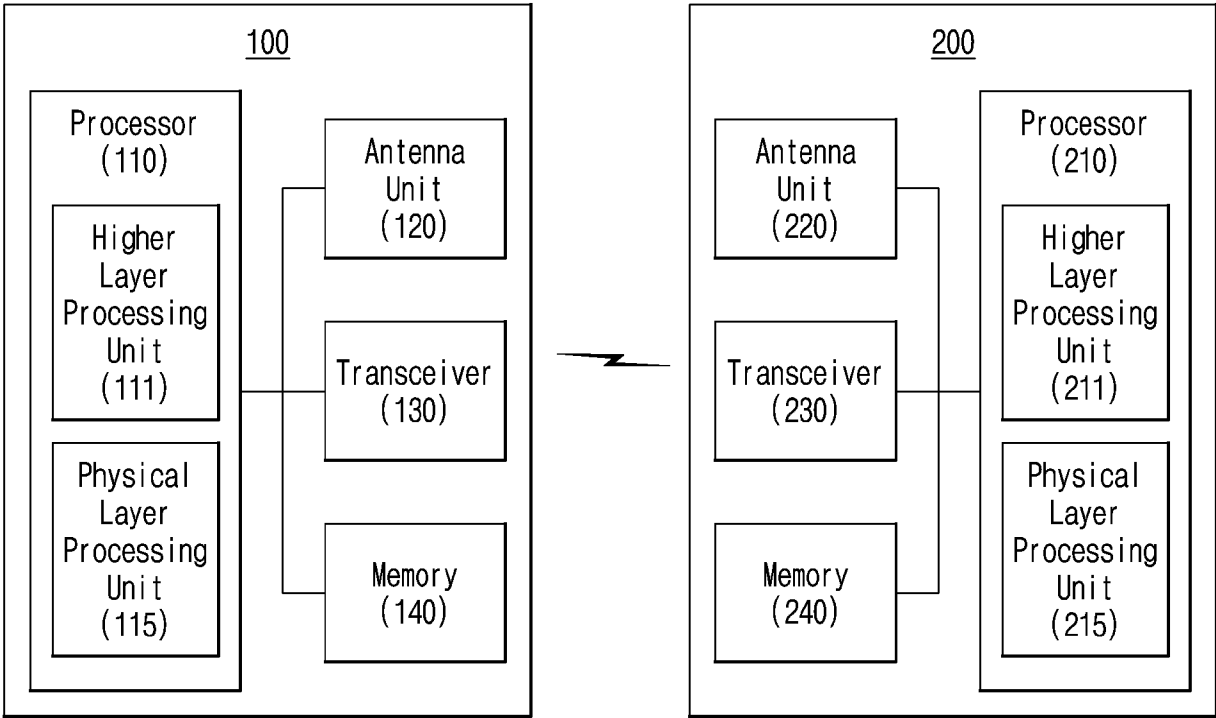 100
Processor
(110)
Higher
Layer
Processing
Unit
(111)
Physical
Layer
Processing
Unit
(115)
Antenna
Unit
(120)
Transceiver
(130)
Memory
(140)
200
Antenna
Unit
(220)
Transceiver
(230)
Memory
(240)
Processor
(210)
Higher
Layer
Processing
Unit
(211)
Physical
Layer
Processing
Unit
(215)